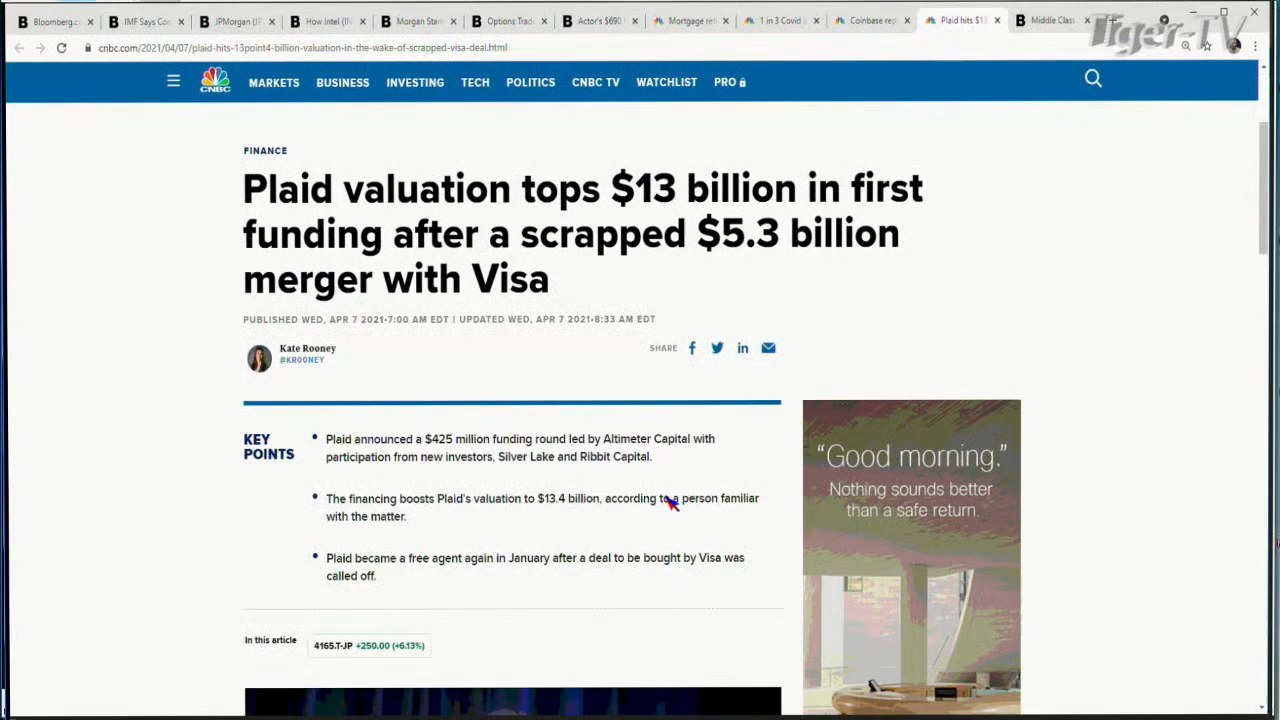 Bloomberg.c
IMF Says Co
JPMorgan (J
How Intel (IN
Morgan Stan
Options Trade
Actor's $690
Mortgage refi
1 in 3 Covid s
Coinbase rep
Plaid hits $13
Middle Class
Tiger-TV
cnbc.com/2021/04/07/plaid-hits-13point4-billion-valuation-in-the-wake-of-scrapped-visa-deal.html
CNBC
MARKETS BUSINESS INVESTING TECH POLITICS CNBC TV WATCHLIST PRO
FINANCE
Plaid valuation tops $13 billion in first
funding after a scrapped $5.3 billion
merger with Visa
PUBLISHED WED, APR 7 2021•7:00 AM EDT | UPDATED WED, APR 7 2021•8:33 AM EDT
Kate Rooney
@KROONEY
SHARE
KEY
POINTS
Plaid announced a $425 million funding round led by Altimeter Capital with
participation from new investors, Silver Lake and Ribbit Capital.
The financing boosts Plaid's valuation to $13.4 billion, according to a person familiar
with the matter.
Plaid became a free agent again in January after a deal to be bought by Visa was
called off.
In this article
4165.T-JP +250.00 (+6.13%)
“Good morning.”
Nothing sounds better
than a safe return.